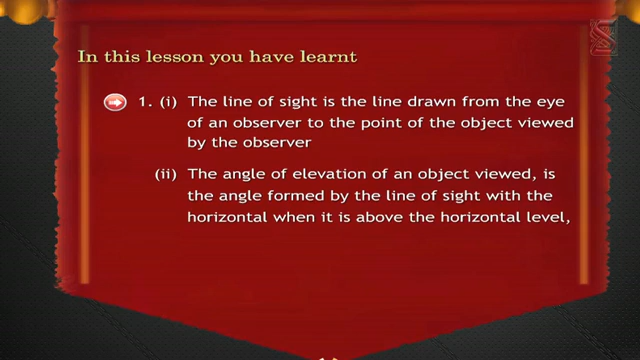 In this lesson you have learnt
1. (i) The line of sight is the line drawn from the eye
of an observer to the point of the object viewed
by the observer
(ii) The angle of elevation of an object viewed, is
the angle formed by the line of sight with the
horizontal when it is above the horizontal level,